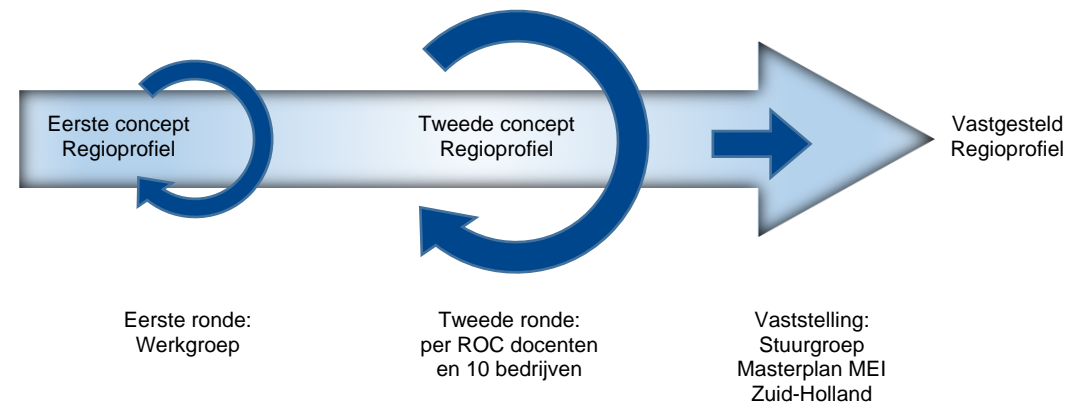 Eerste concept
Regioprofiel
Tweede concept
Regioprofiel
Vastgesteld
Regioprofiel
Eerste ronde:
Werkgroep
Tweede ronde:
per ROC docenten
en 10 bedrijven
Vaststelling:
Stuurgroep
Masterplan MEI
Zuid-Holland